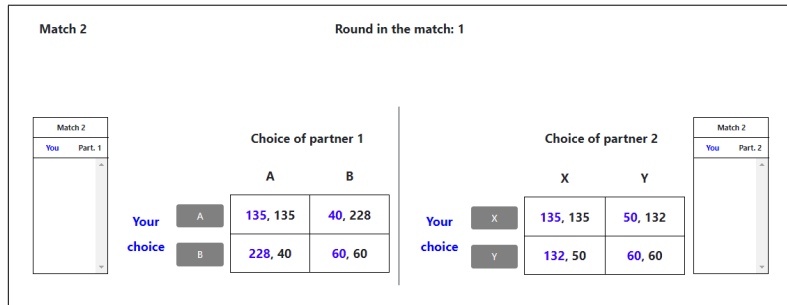 Match 2 Round in the match: 1
Match 2
You Part. 1
Choice of partner 1
A B
Your choice
A 135, 135 40, 228
B 228, 40 60, 60
Choice of partner 2
X Y
Your choice
X 135, 135 50, 132
Y 132, 50 60, 60
Match 2
You Part. 2